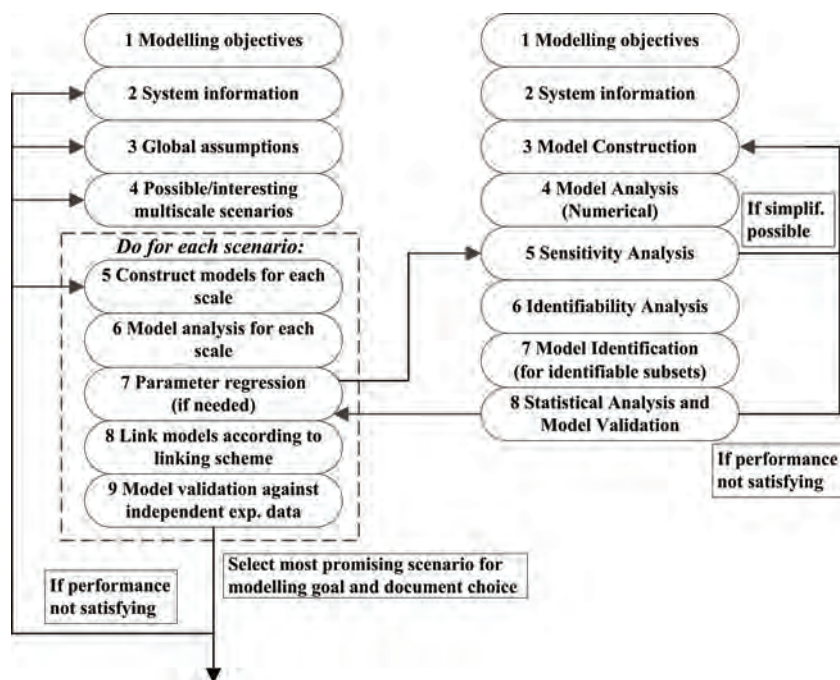 1 Modelling objectives
2 System information
3 Global assumptions
4 Possible/interesting
multiscale scenarios
Do for each scenario:
5 Construct models for each
scale
6 Model analysis for each
scale
7 Parameter regression
(if needed)
8 Link models according to
linking scheme
9 Model validation against
independent exp. data
If performance
not satisfying
Select most promising scenario for
modelling goal and document choice
1 Modelling objectives
2 System information
3 Model Construction
4 Model Analysis
(Numerical)
5 Sensitivity Analysis
6 Identifiability Analysis
7 Model Identification
(for identifiable subsets)
8 Statistical Analysis and
Model Validation
If simplif.
possible
If performance
not satisfying